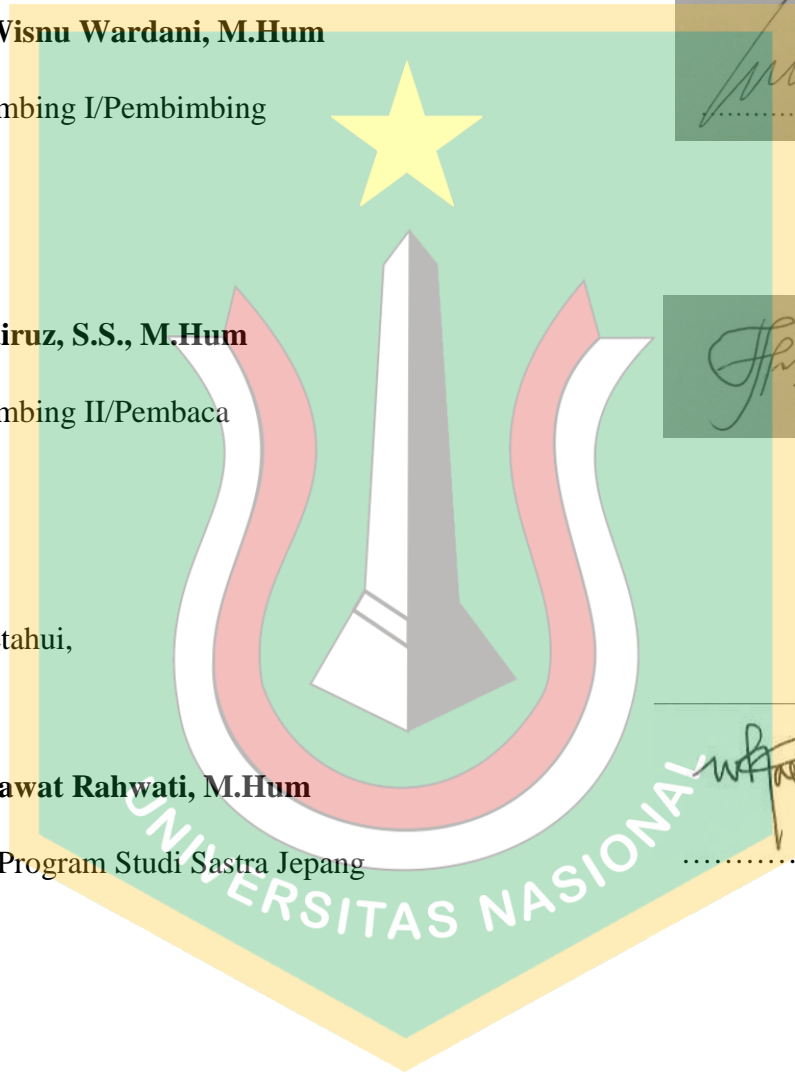 Wisnu Wardani, M.Hum
mbing I/Pembimbing
iruz, S.S., M.Hum
mbing II/Pembaca
tahui,
awat Rahwati, M.Hum
Program Studi Sastra Jepang
UNIVERSITAS NASIONAL